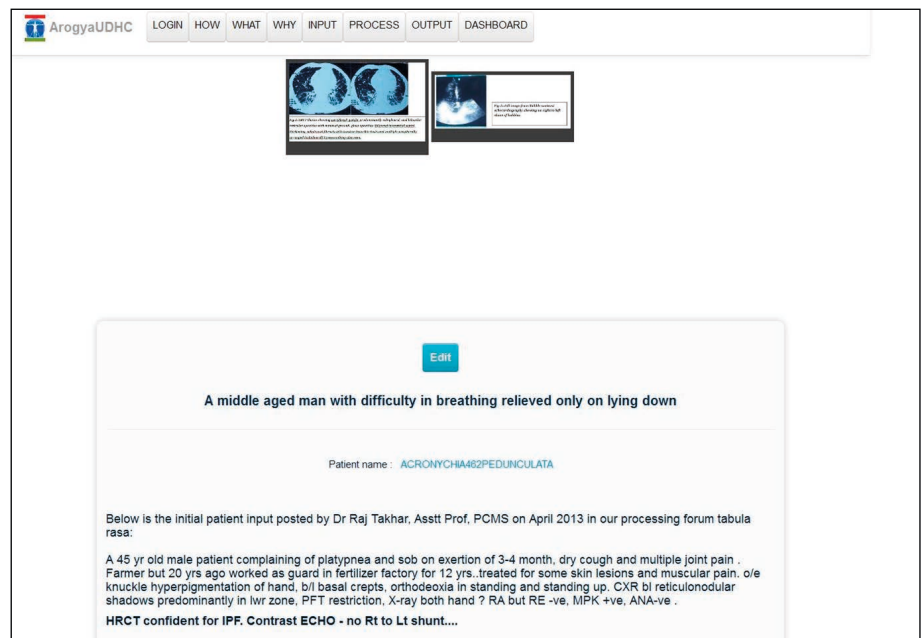 ArogyaUDHC LOGIN HOW WHAT WHY INPUT PROCESS OUTPUT DASHBOARD
Edit
A middle aged man with difficulty in breathing relieved only on lying down
Patient name : ACRONYCHIA462PEDUNCULATA
Below is the initial patient input posted by Dr Raj Takhar, Asstt Prof, PCMS on April 2013 in our processing forum tabula
rasa:
A 45 yr old male patient complaining of platypnea and sob on exertion of 3-4 month, dry cough and multiple joint pain .
Farmer but 20 yrs ago worked as guard in fertilizer factory for 12 yrs..treated for some skin lesions and muscular pain. o/e
knuckle hyperpigmentation of hand, b/l basal crepts, orthodeoxia in standing and standing up. CXR bl reticulonodular
shadows predominantly in lwr zone, PFT restriction, X-ray both hand ? RA but RE -ve, MPK +ve, ANA-ve .
HRCT confident for IPF. Contrast ECHO - no Rt to Lt shunt....